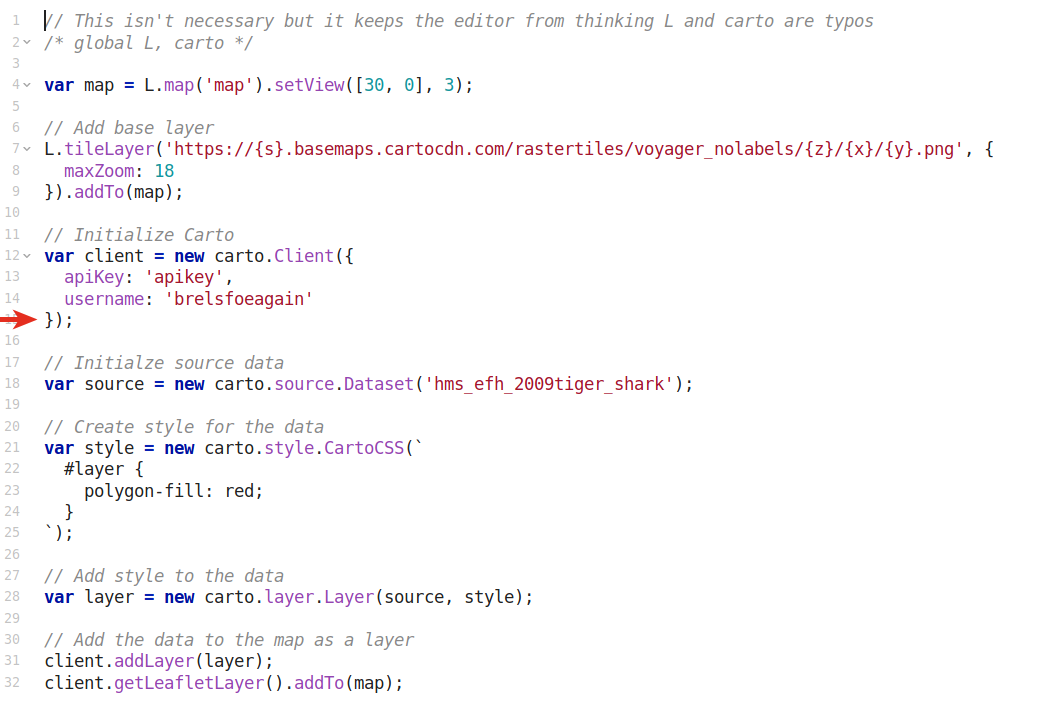 1 // This isn't necessary but it keeps the editor from thinking L and carto are typos
2 /* global L, carto */
3
4 var map = L.map('map').setView([30, 0], 3);
5
6 // Add base layer
7 L.tileLayer('https://{s}.basemaps.cartocdn.com/rastertiles/voyager_nolabels/{z}/{x}/{y}.png', {
8   maxZoom: 18
9 }).addTo(map);
10
11 // Initialize Carto
12 var client = new carto.Client({
13   apiKey: 'apikey',
14   username: 'brelsfoeagain'
});
16
17 // Initialze source data
18 var source = new carto.source.Dataset('hms_efh_2009tiger_shark');
19
20 // Create style for the data
21 var style = new carto.style.CartoCSS(`
22   #layer {
23     polygon-fill: red;
24   }
25 `);
26
27 // Add style to the data
28 var layer = new carto.layer.Layer(source, style);
29
30 // Add the data to the map as a layer
31 client.addLayer(layer);
32 client.getLeafletLayer().addTo(map);